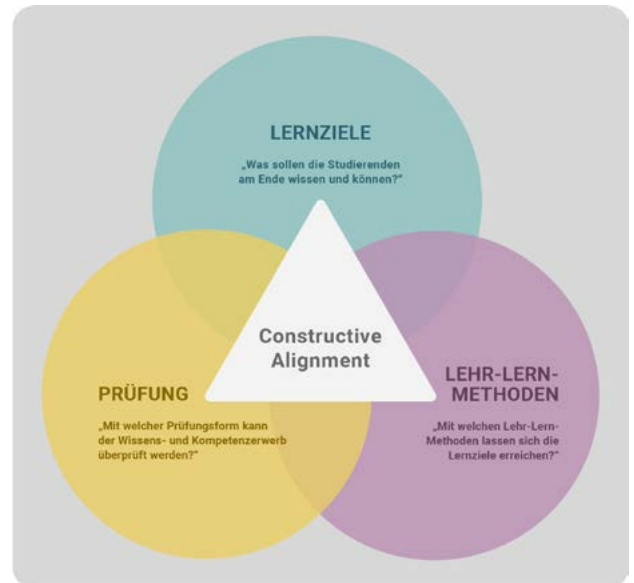 LERNZIELE
„Was sollen die Studierenden
am Ende wissen und können?“
Constructive
Alignment
PRÜFUNG
„Mit welcher Prüfungsform kann
der Wissens- und Kompetenzerwerb
überprüft werden?“
LEHR-LERN-
METHODEN
„Mit welchen Lehr-Lern-
Methoden lassen sich die
Lernziele erreichen?“